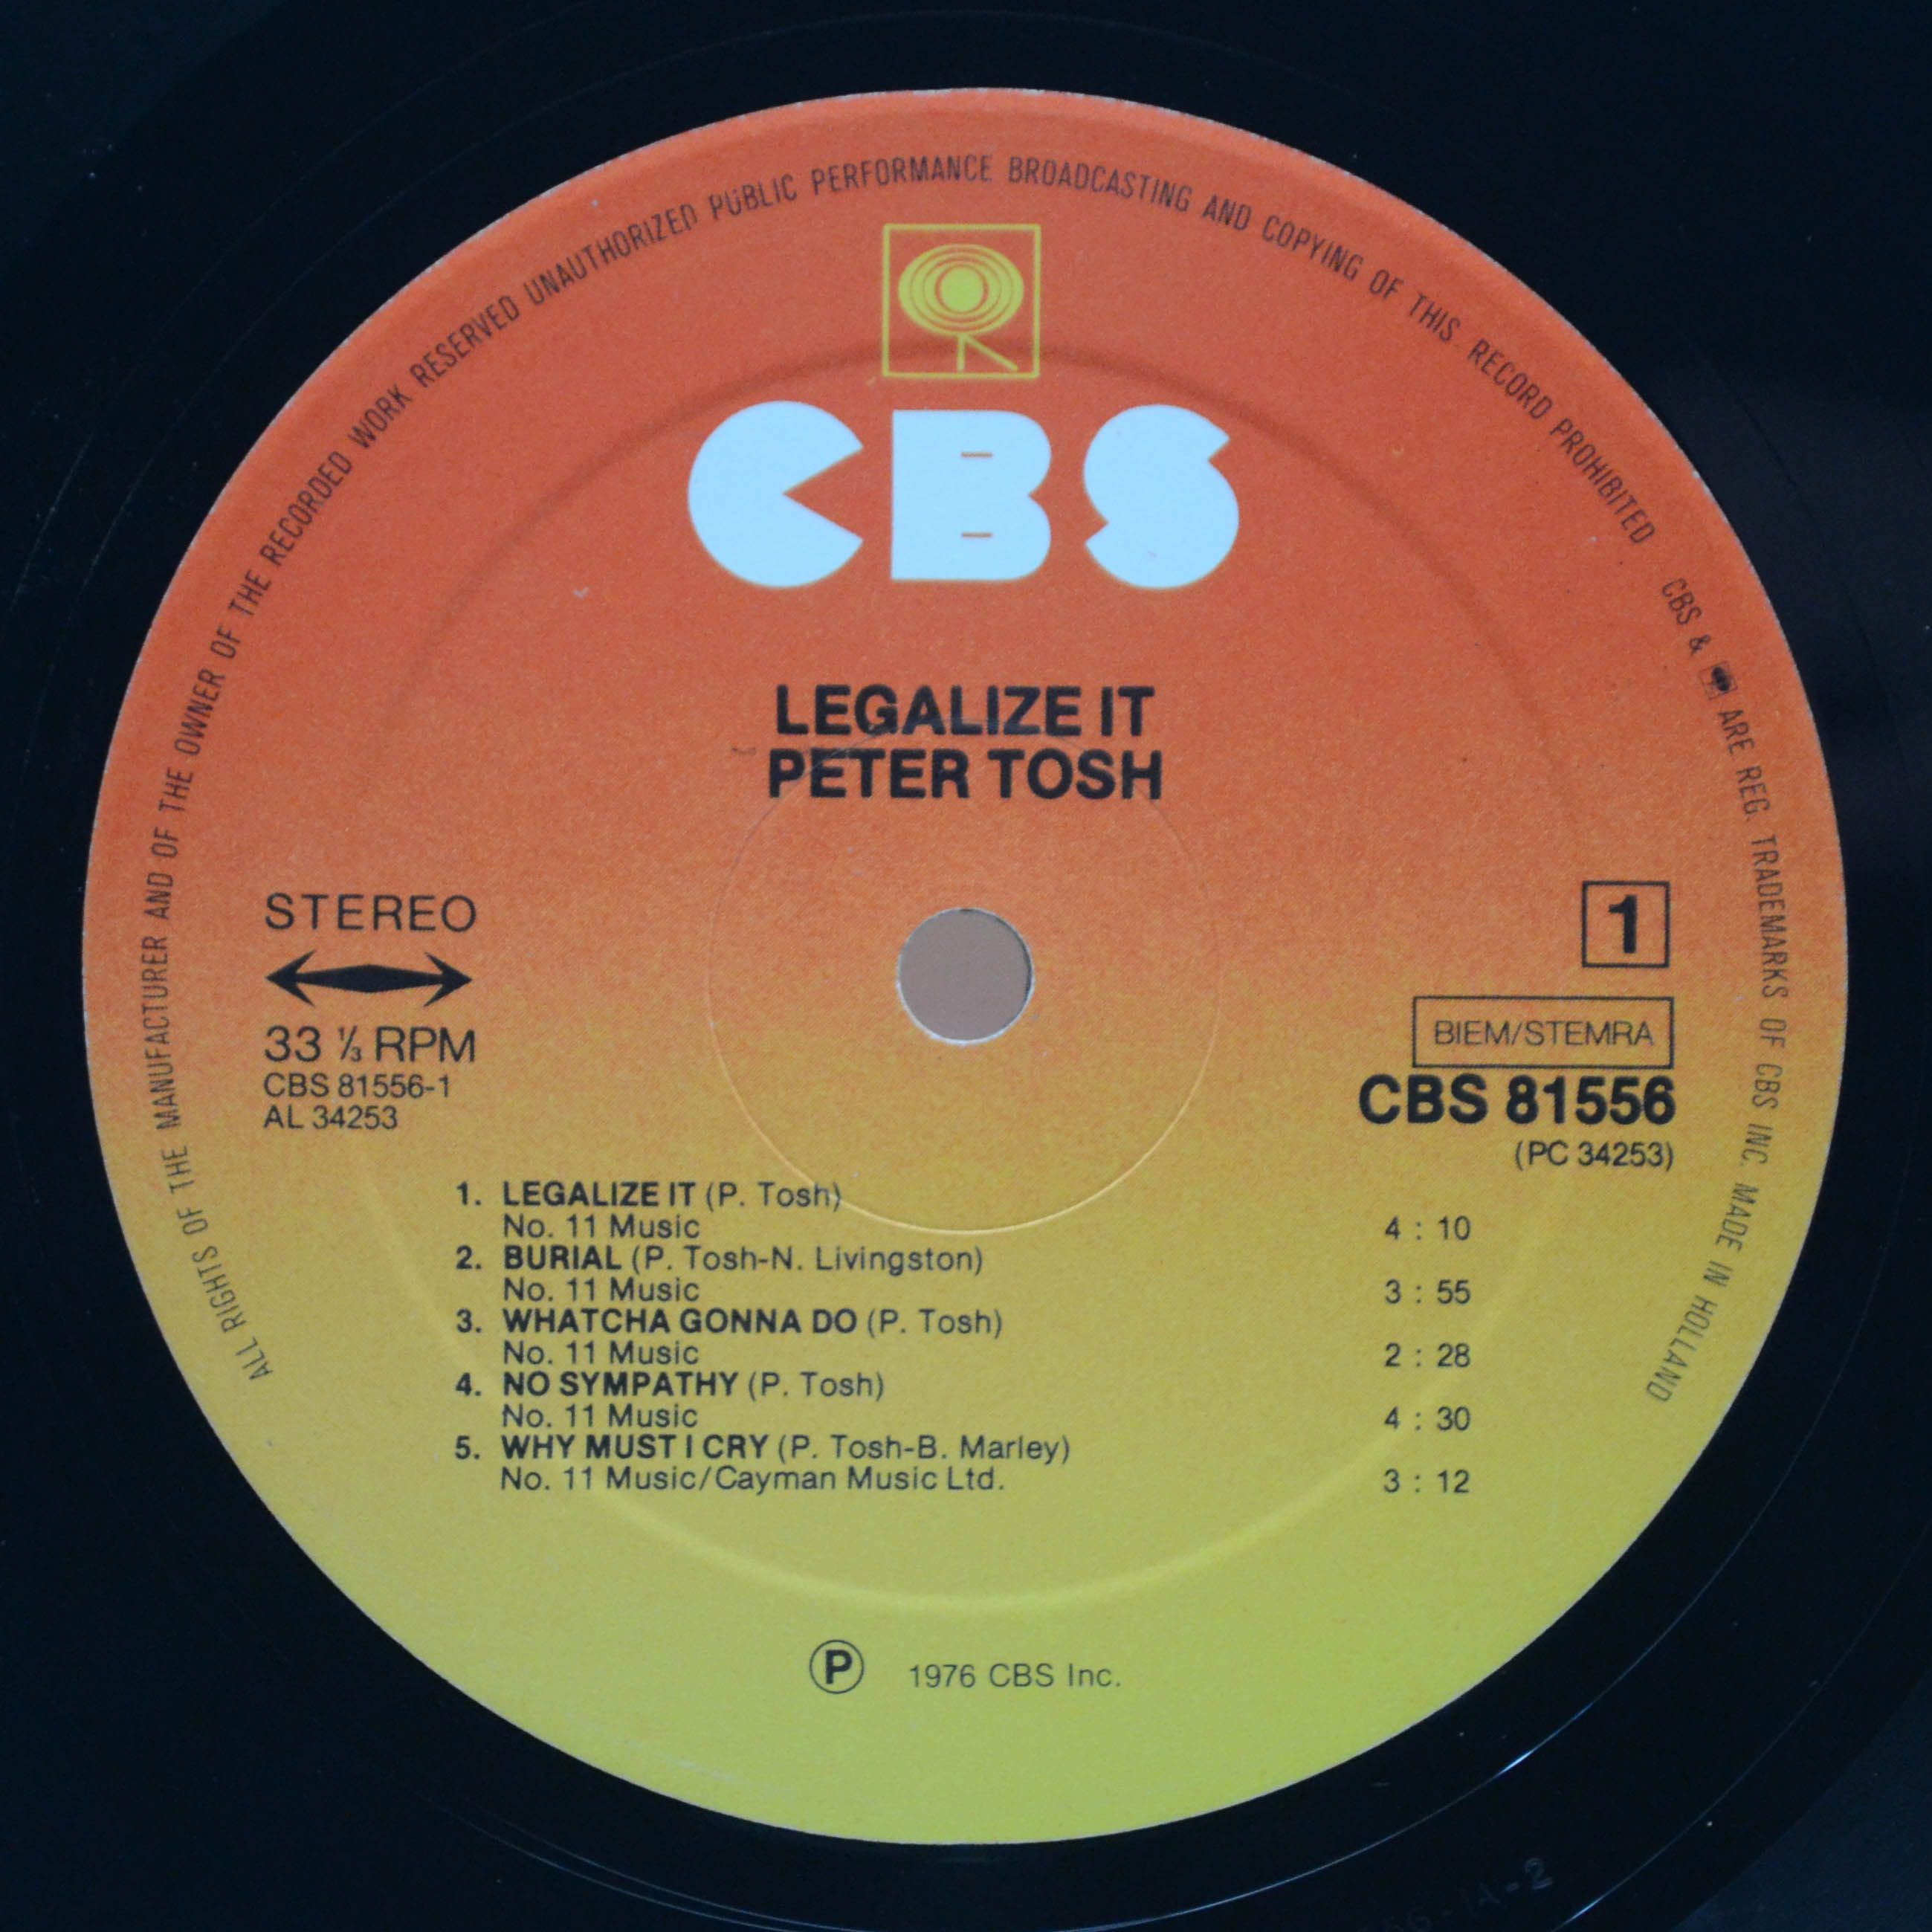 ALL RIGHTS OF THE MANUFACTURER AND OF THE OWNER OF THE RECORDED WORK RESERVED UNAUTHORIZED PUBLIC PERFORMANCE BROADCASTING AND COPYING OF THIS RECORD PROHIBITED
CBS & ARE REG. TRADEMARKS OF CBS INC. MADE IN HOLLAND
CBS
LEGALIZE IT
PETER TOSH
STEREO
33 ⅓ RPM
CBS 81556-1
AL 34253
1
BIEM/STEMRA
CBS 81556
(PC 34253)
1. LEGALIZE IT (P. Tosh)
No. 11 Music 4 : 10
2. BURIAL (P. Tosh-N. Livingston)
No. 11 Music 3 : 55
3. WHATCHA GONNA DO (P. Tosh)
No. 11 Music 2 : 28
4. NO SYMPATHY (P. Tosh)
No. 11 Music 4 : 30
5. WHY MUST I CRY (P. Tosh-B. Marley)
No. 11 Music/Cayman Music Ltd. 3 : 12
℗ 1976 CBS Inc.